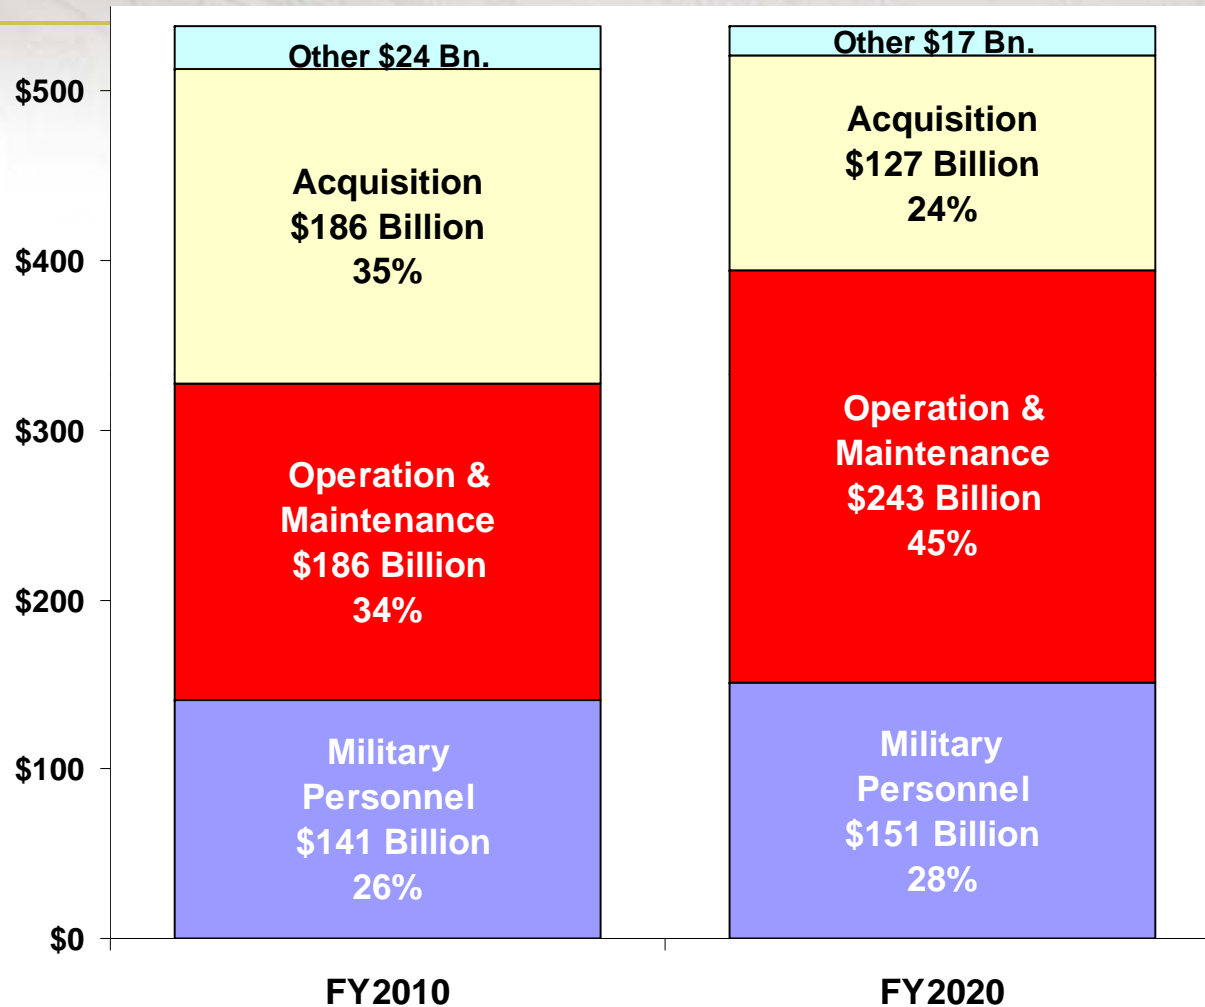 $500
$400
$300
$200
$100
$0
Other $24 Bn.
Acquisition
$186 Billion
35%
Operation &
Maintenance
$186 Billion
34%
Military
Personnel
$141 Billion
26%
Other $17 Bn.
Acquisition
$127 Billion
24%
Operation &
Maintenance
$243 Billion
45%
Military
Personnel
$151 Billion
28%
FY2010
FY2020